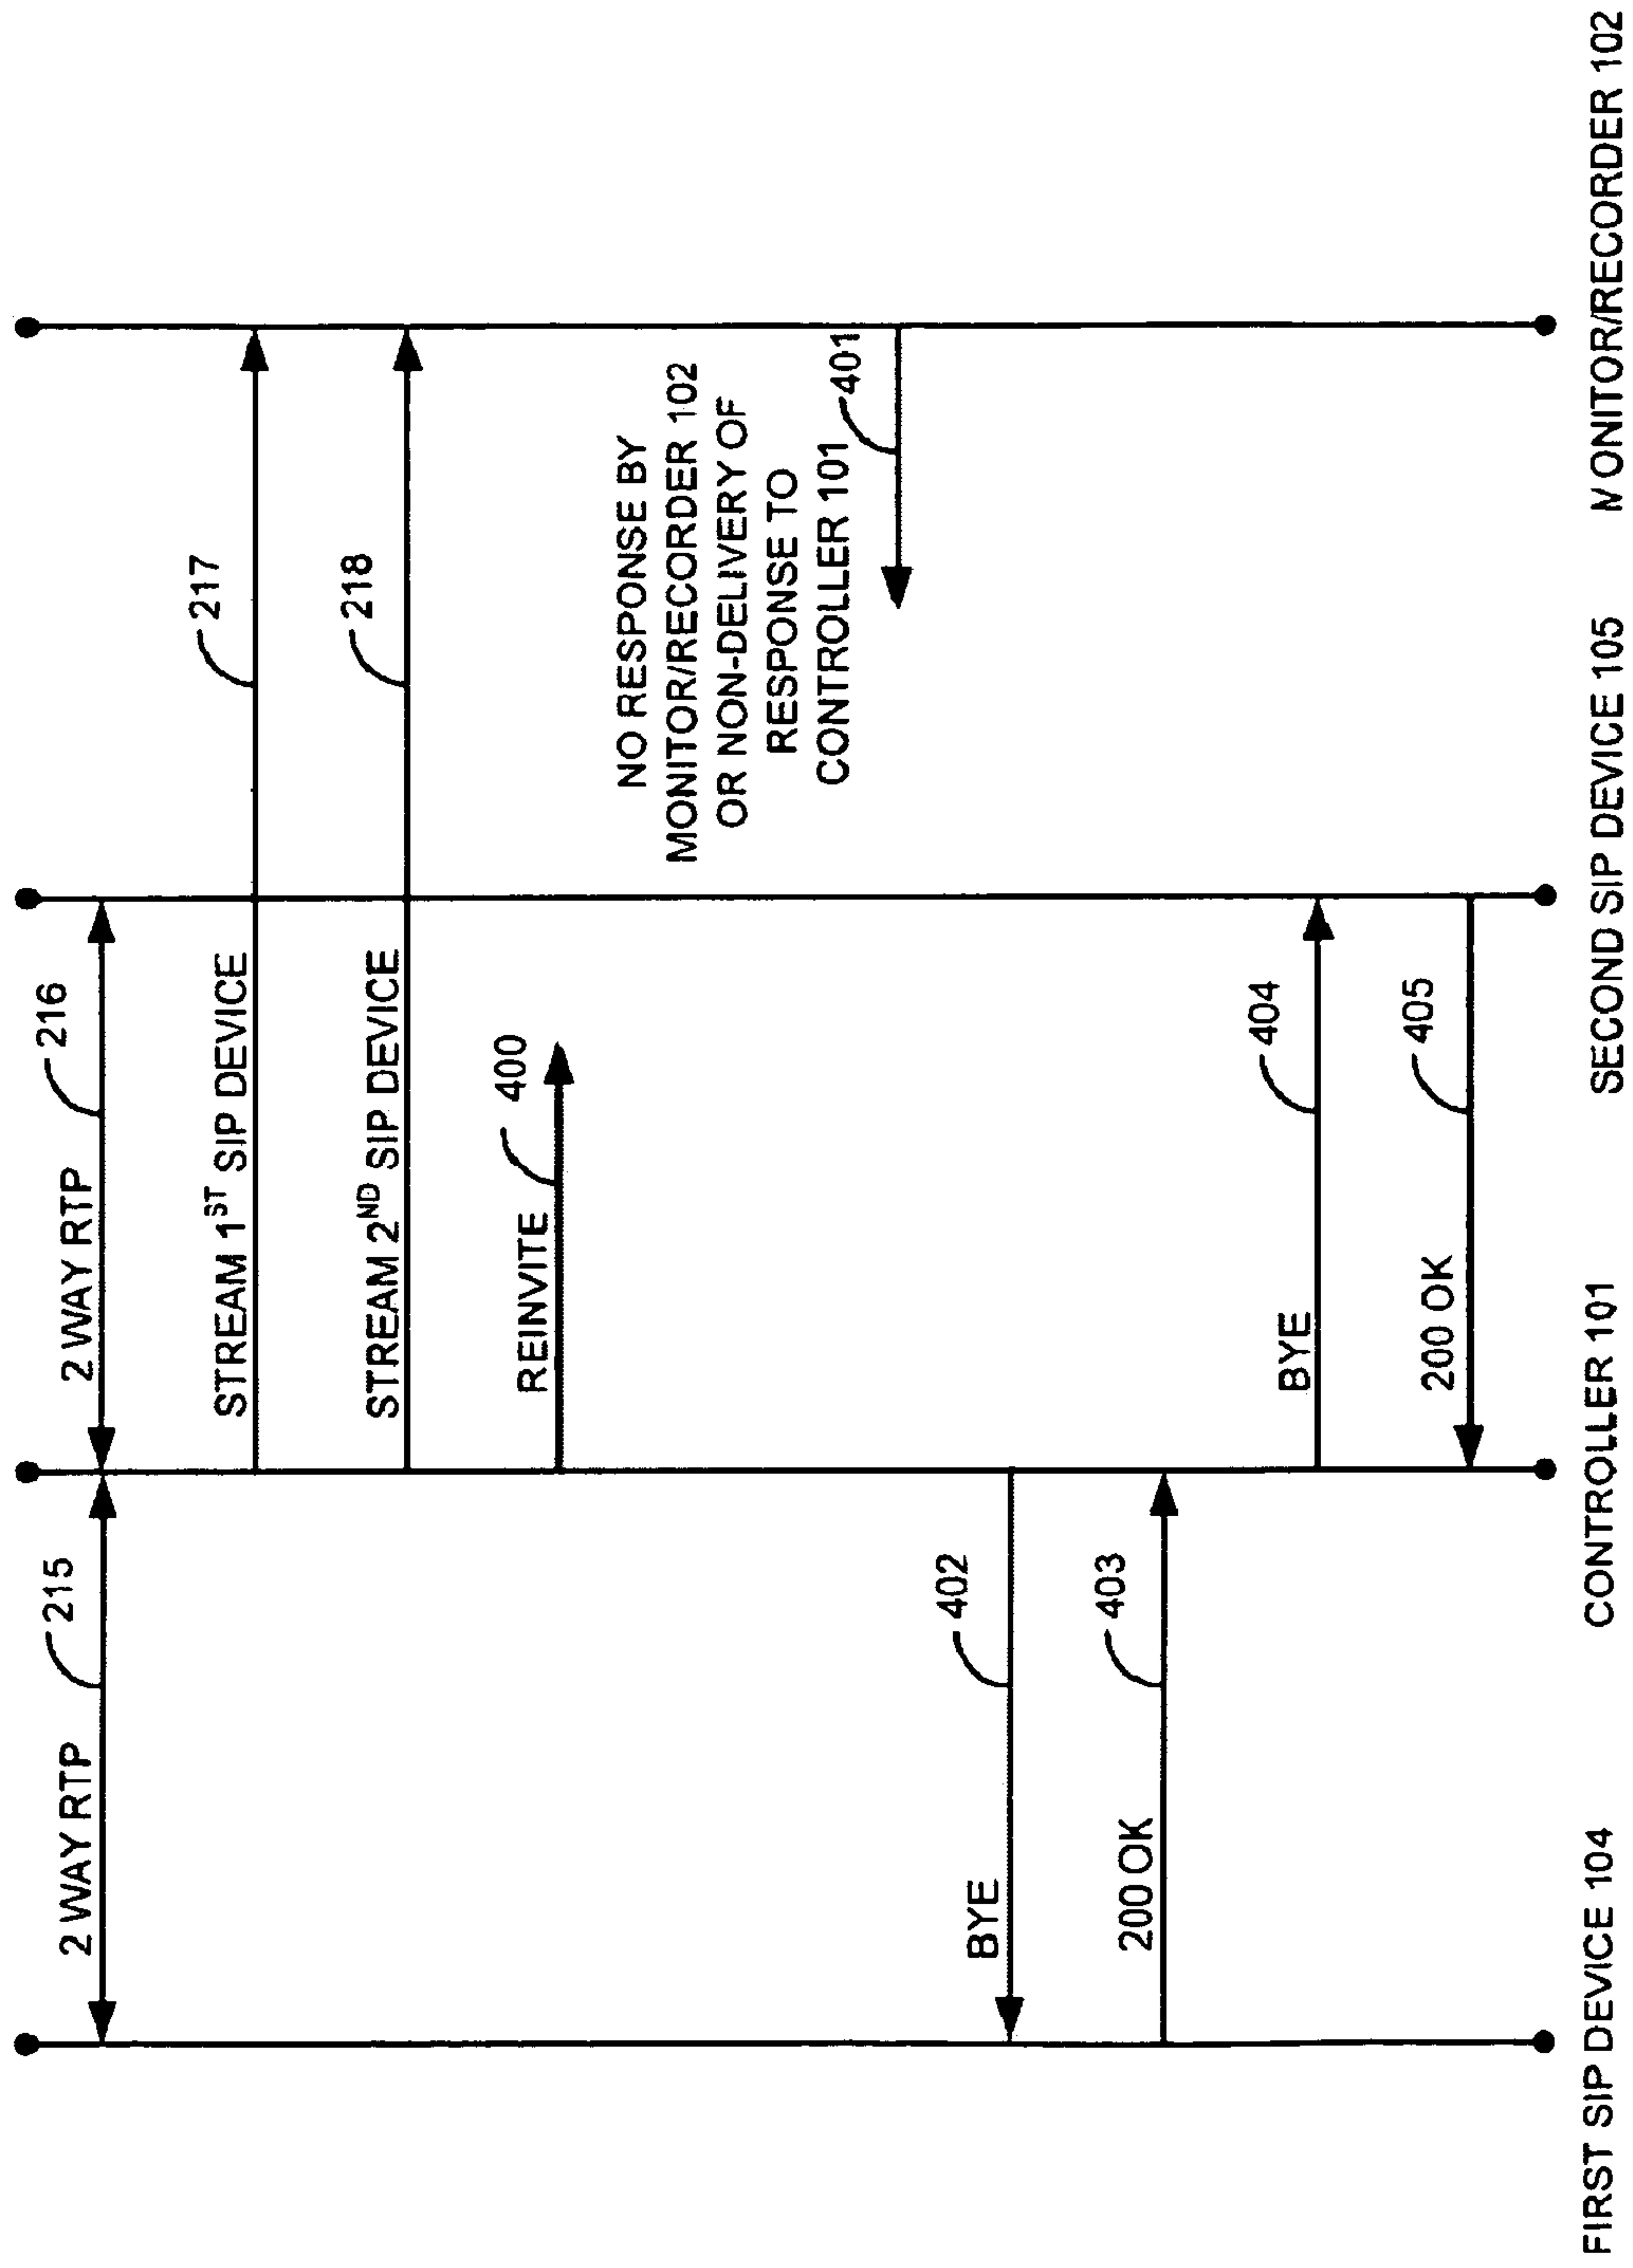 2 WAY RTP
215
2 WAY RTP
216
STREAM 1ST SIP DEVICE
217
STREAM 2ND SIP DEVICE
218
REINVITE
400
NO RESPONSE BY
MONITOR/RECORDER 102
OR NON-DELIVERY OF
RESPONSE TO
CONTROLLER 101
401
BYE
402
200 OK
403
BYE
404
200 OK
405
FIRST SIP DEVICE 104
CONTROLLER 101
SECOND SIP DEVICE 105
MONITOR/RECORDER 102